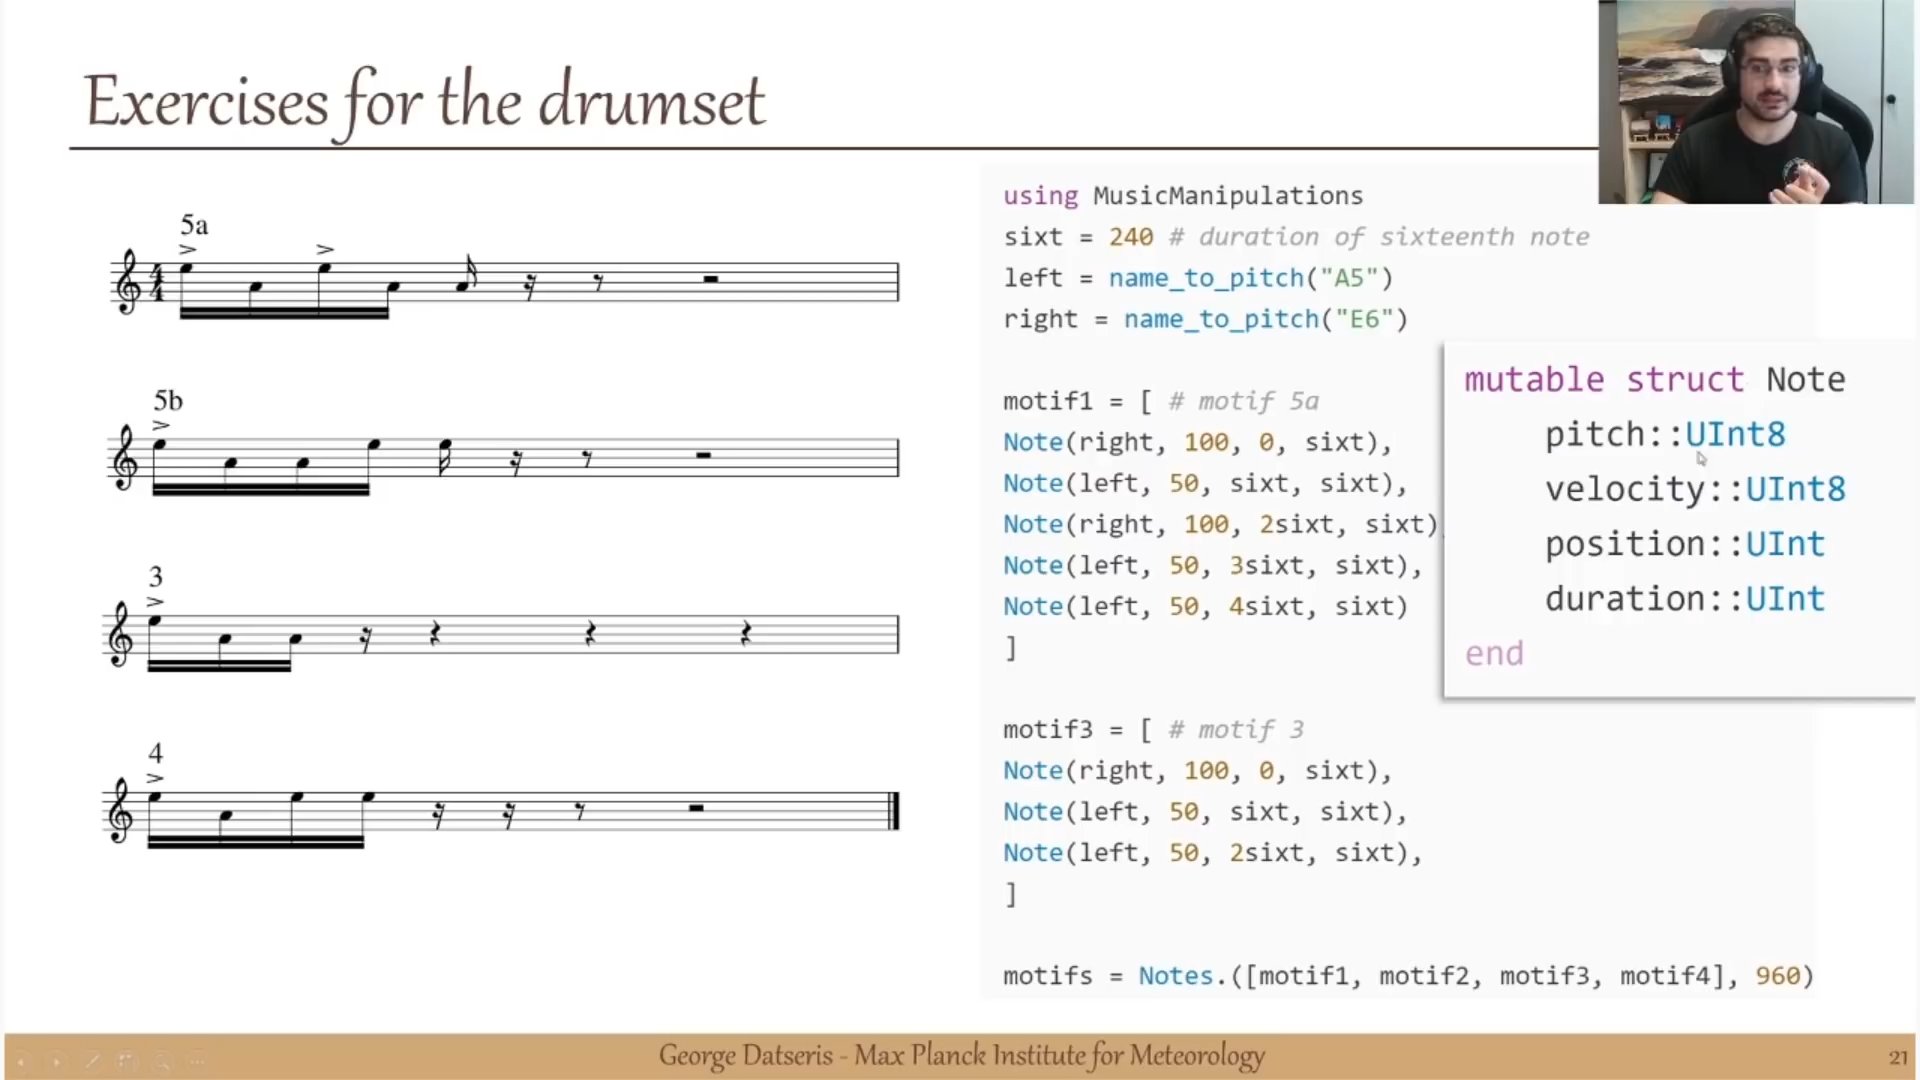 Exercises for the drumset
5a
5b
3
4
using MusicManipulations
sixt = 240 # duration of sixteenth note
left = name_to_pitch("A5")
right = name_to_pitch("E6")
motif1 = [ # motif 5a
Note(right, 100, 0, sixt),
Note(left, 50, sixt, sixt),
Note(right, 100, 2sixt, sixt)
Note(left, 50, 3sixt, sixt),
Note(left, 50, 4sixt, sixt)
]
motif3 = [ # motif 3
Note(right, 100, 0, sixt),
Note(left, 50, sixt, sixt),
Note(left, 50, 2sixt, sixt),
]
motifs = Notes.([motif1, motif2, motif3, motif4], 960)
mutable struct Note
pitch::UInt8
velocity::UInt8
position::UInt
duration::UInt
end
George Datseris - Max Planck Institute for Meteorology
21